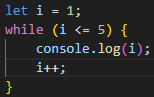 let i = 1;
while (i <= 5) {
    console.log(i);
    i++;
}